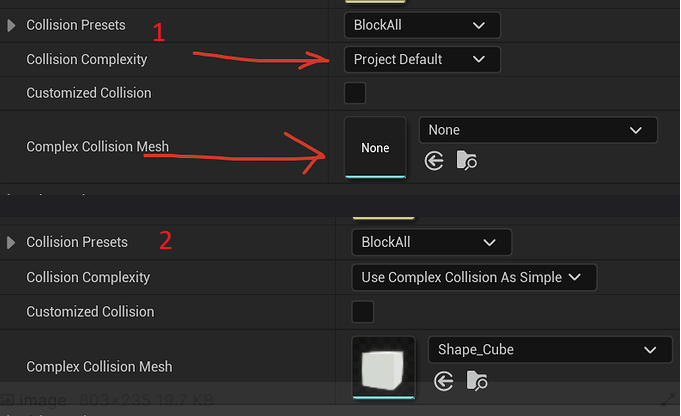 Collision Presets 1 BlockAll
Collision Complexity Project Default
Customized Collision
Complex Collision Mesh None None
Collision Presets 2 BlockAll
Collision Complexity Use Complex Collision As Simple
Customized Collision
Complex Collision Mesh Shape_Cube
image 803×235 19.7 KB